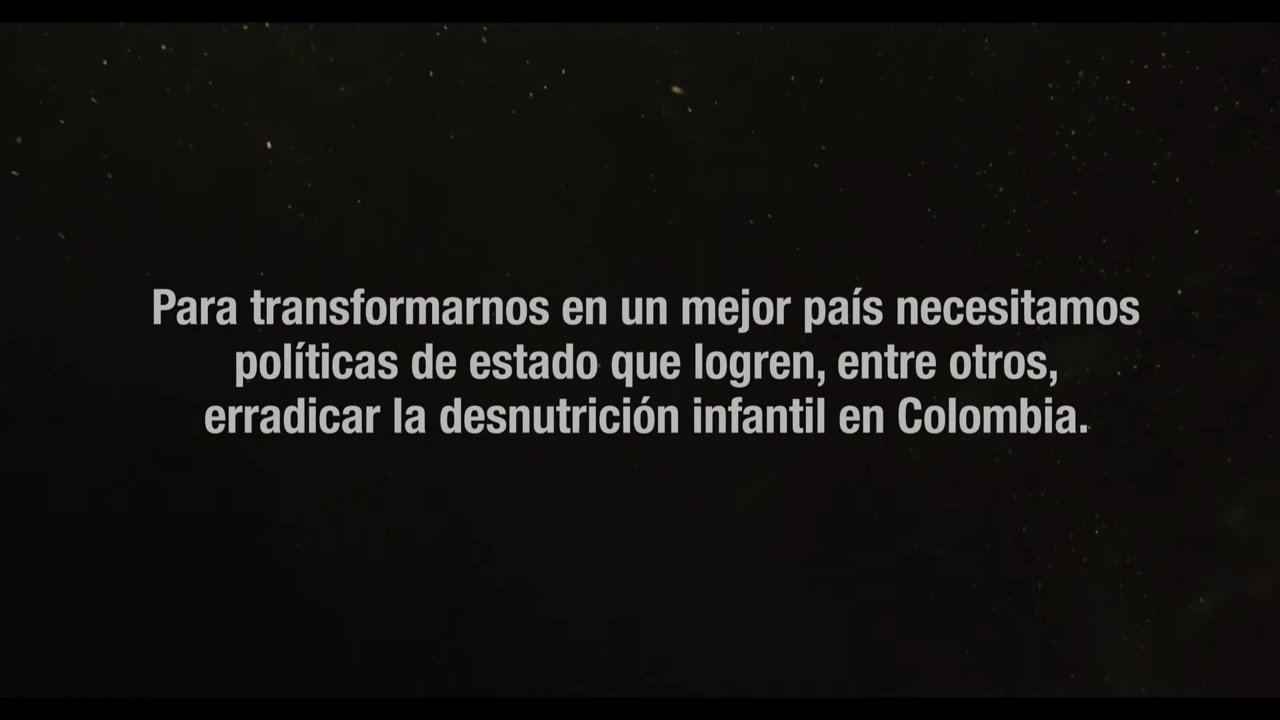 Para transformarnos en un mejor país necesitamos
políticas de estado que logren, entre otros,
erradicar la desnutrición infantil en Colombia.